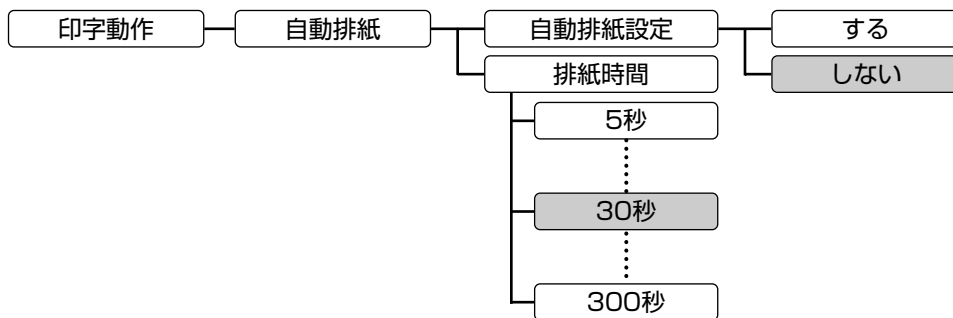 印字動作
自動排紙
自動排紙設定
する
排紙時間
しない
5秒
30秒
300秒